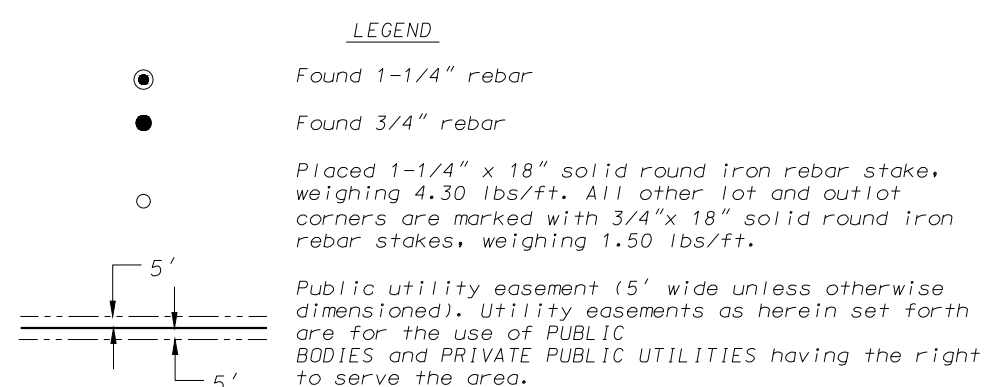 LEGEND
Found 1-1/4" rebar
Found 3/4" rebar
Placed 1-1/4" x 18" solid round iron rebar stake,
weighing 4.30 lbs/ft. All other lot and outlot
corners are marked with 3/4"x 18" solid round iron
rebar stakes, weighing 1.50 lbs/ft.
5'
Public utility easement (5' wide unless otherwise
dimensioned). Utility easements as herein set forth
are for the use of PUBLIC
BODIES and PRIVATE PUBLIC UTILITIES having the right
to serve the area.
5'